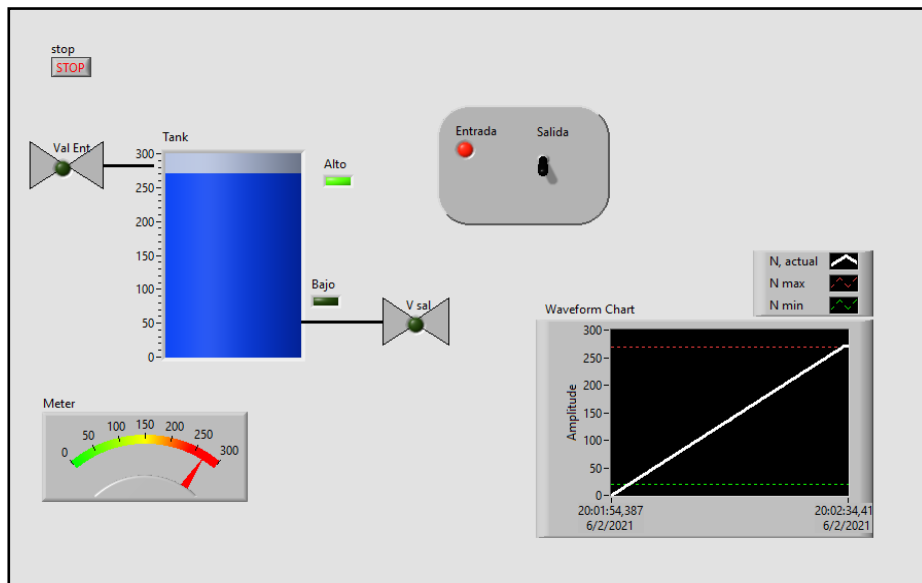 stop
STOP
Val Ent
Tank
300
250
200
150
100
50
0
Alto
Bajo
V sal
Entrada
Salida
N, actual
N max
N min
Waveform Chart
Amplitude
300
250
200
150
100
50
0
20:01:54,387
6/2/2021
20:02:34,41
6/2/2021
Meter
0
50
100
150
200
250
300